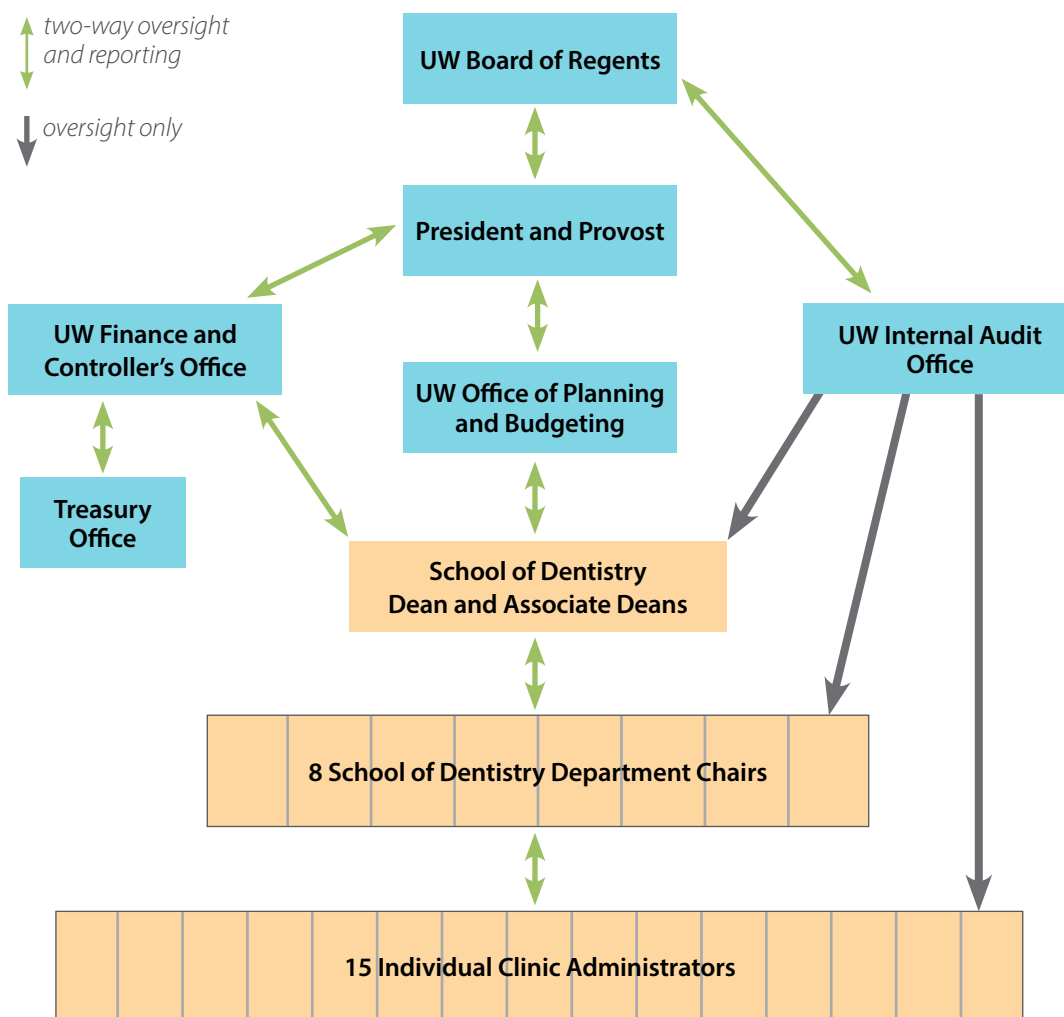 two-way oversight
and reporting
oversight only
UW Board of Regents
President and Provost
UW Finance and
Controller’s Office
UW Office of Planning
and Budgeting
UW Internal Audit
Office
Treasury
Office
School of Dentistry
Dean and Associate Deans
8 School of Dentistry Department Chairs
15 Individual Clinic Administrators